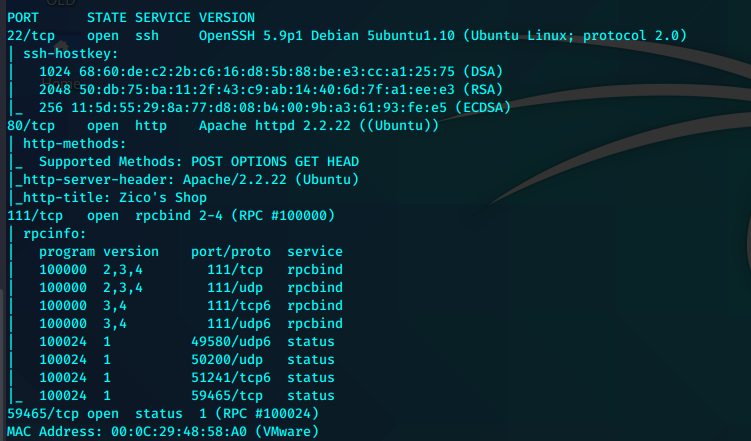 OLD
PORT      STATE SERVICE VERSION
22/tcp    open  ssh     OpenSSH 5.9p1 Debian 5ubuntu1.10 (Ubuntu Linux; protocol 2.0)
| ssh-hostkey:
|   1024 68:60:de:c2:2b:c6:16:d8:5b:88:be:e3:cc:a1:25:75 (DSA)
|   2048 50:db:75:ba:11:2f:43:c9:ab:14:40:6d:7f:a1:ee:e3 (RSA)
|_  256 11:5d:55:29:8a:77:d8:08:b4:00:9b:a3:61:93:fe:e5 (ECDSA)
80/tcp    open  http    Apache httpd 2.2.22 ((Ubuntu))
| http-methods:
|_  Supported Methods: POST OPTIONS GET HEAD
|_http-server-header: Apache/2.2.22 (Ubuntu)
|_http-title: Zico's Shop
111/tcp   open  rpcbind 2-4 (RPC #100000)
| rpcinfo:
|   program version    port/proto  service
|   100000  2,3,4        111/tcp   rpcbind
|   100000  2,3,4        111/udp   rpcbind
|   100000  3,4          111/tcp6  rpcbind
|   100000  3,4          111/udp6  rpcbind
|   100024  1          49580/udp6  status
|   100024  1          50200/udp   status
|   100024  1          51241/tcp6  status
|_  100024  1          59465/tcp   status
59465/tcp open  status  1 (RPC #100024)
MAC Address: 00:0C:29:48:58:A0 (VMware)